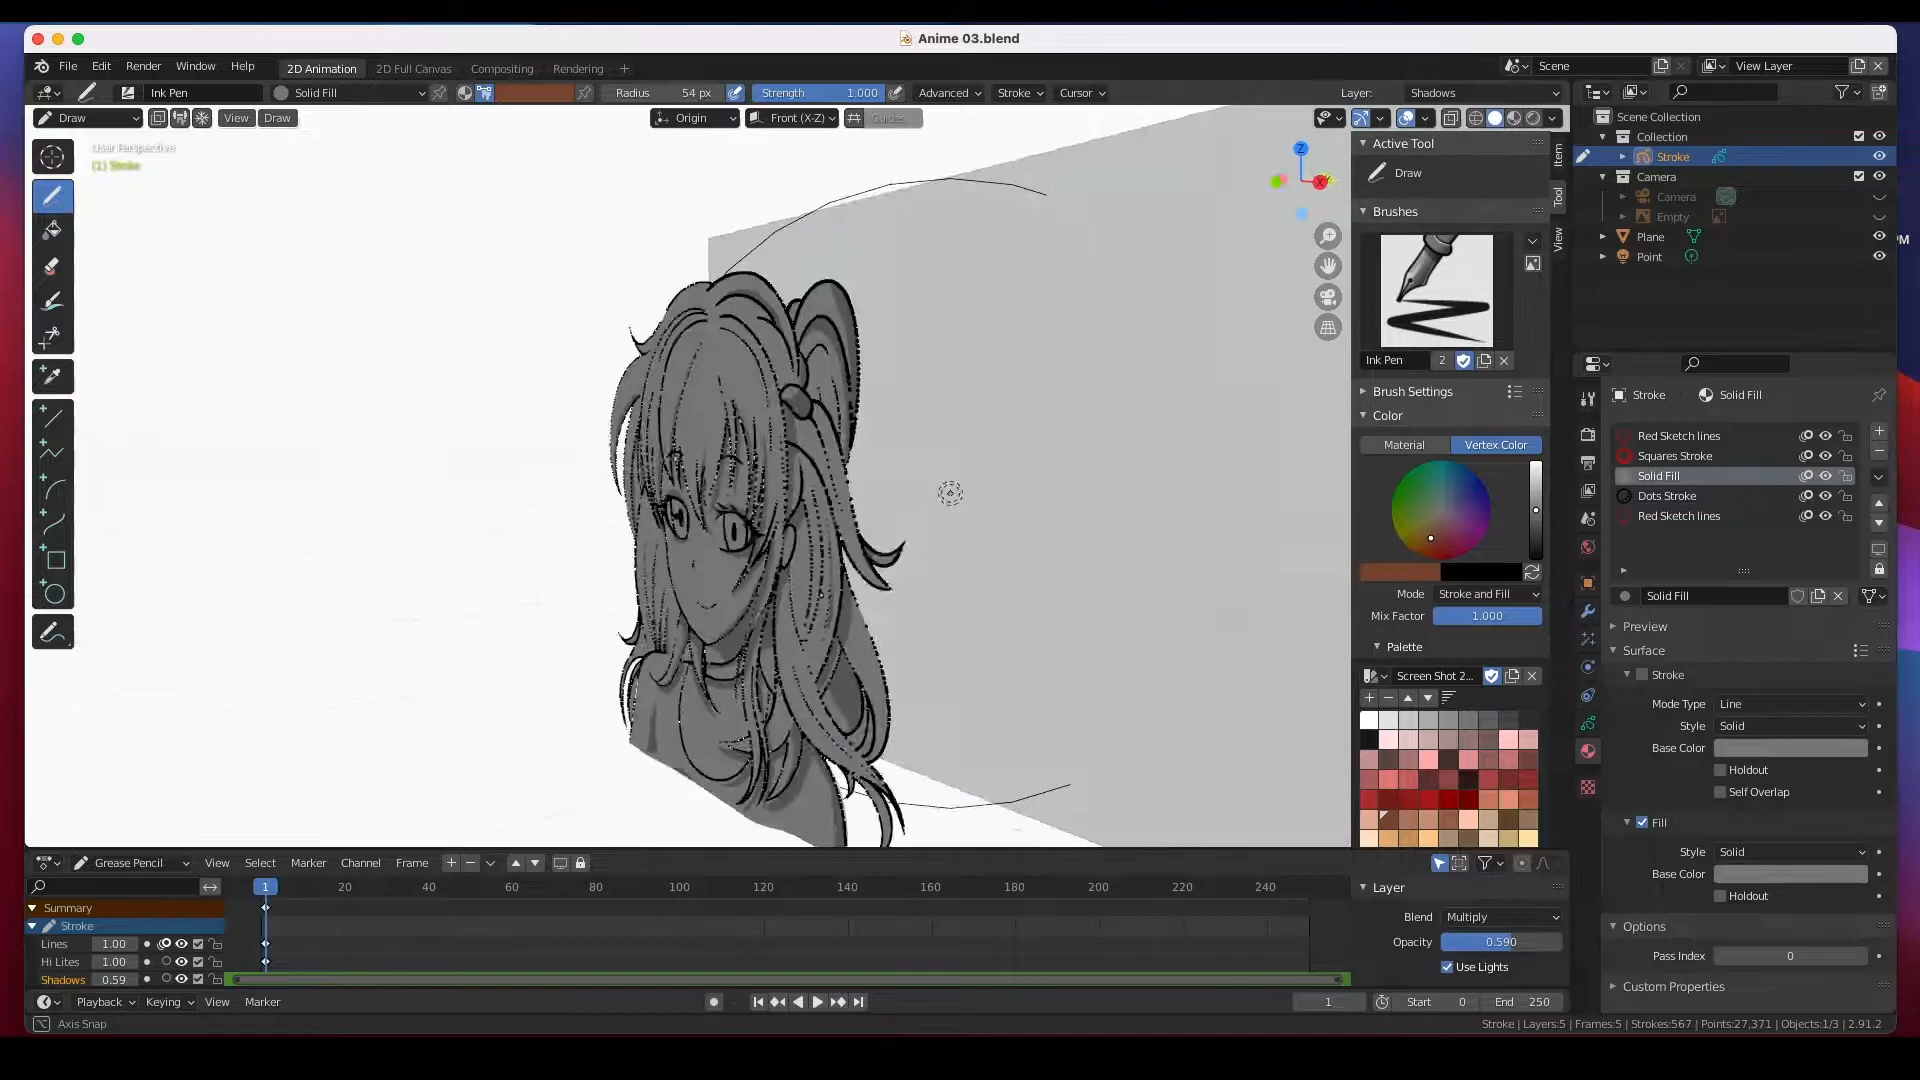 Anime 03.blend
File Edit Render Window Help 2D Animation 2D Full Canvas Compositing Rendering + Scene View Layer
Ink Pen Solid Fill Radius 54 px Strength 1.000 Advanced Stroke Cursor Layer: Shadows
Draw View Draw Origin Front (X-Z) Guides
User Perspective
(1) Stroke
Z
X
Item
Tool
View
Active Tool
Draw
Brushes
Ink Pen 2
Brush Settings
Color
Material Vertex Color
Mode Stroke and Fill
Mix Factor 1.000
Palette
Screen Shot 2...
Scene Collection
Collection
Stroke
Camera
Camera
Empty
Plane
Point
PM
Stroke Solid Fill
Red Sketch lines
Squares Stroke
Solid Fill
Dots Stroke
Red Sketch lines
Solid Fill
Preview
Surface
Stroke
Mode Type Line
Style Solid
Base Color
Holdout
Self Overlap
Fill
Style Solid
Base Color
Holdout
Options
Pass Index 0
Custom Properties
Grease Pencil View Select Marker Channel Frame
1 20 40 60 80 100 120 140 160 180 200 220 240
Summary
Stroke
Lines 1.00
Hi Lites 1.00
Shadows 0.59
Layer
Blend Multiply
Opacity 0.590
Use Lights
Playback Keying View Marker 1 Start 0 End 250
Axis Snap Stroke | Layers:5 | Frames:5 | Strokes:567 | Points:27,371 | Objects:1/3 | 2.91.2